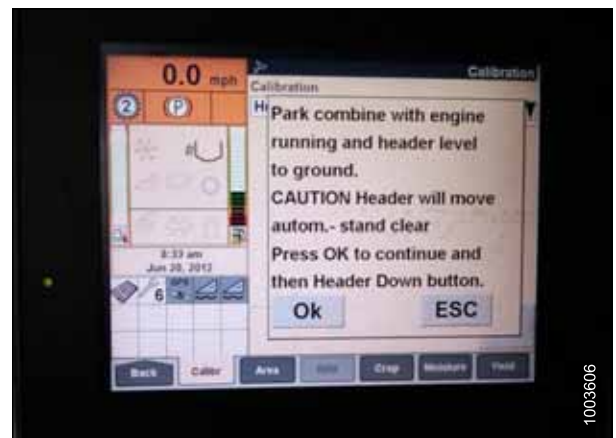 0.0 mph
Calibration
Calibration
2
P
He
Park combine with engine
running and header level
to ground.
CAUTION Header will move
autom.- stand clear
Press OK to continue and
then Header Down button.
Ok
ESC
8:33 am
Jun 20, 2012
6
GPS
Back
Calibr
Area
Crop
Moisture
Yield
1003606